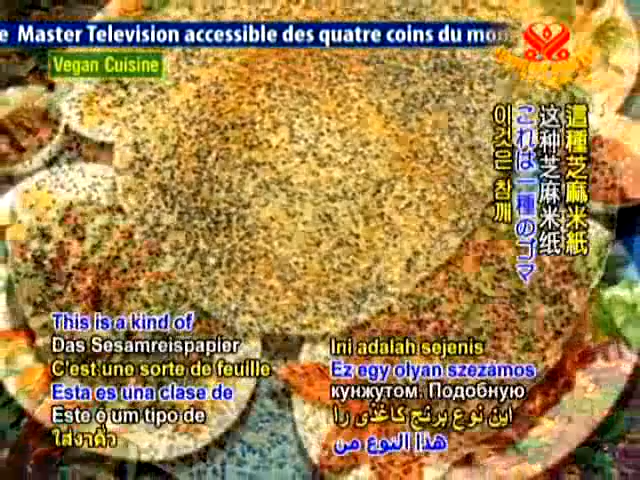 e Master Television accessible des quatre coins du mo
Vegan Cuisine
這種芝麻米紙
这种芝麻米纸
これは一種のゴマ
이것은 참깨
This is a kind of
Das Sesamreispapier
C'est une sorte de feuille
Esta es una clase de
Este é um tipo de
ใส่งาดำ
Ini adalah sejenis
Ez egy olyan szezámos
кунжутом. Подобную
این نوع برنج کاغذی را
هذا النوع من